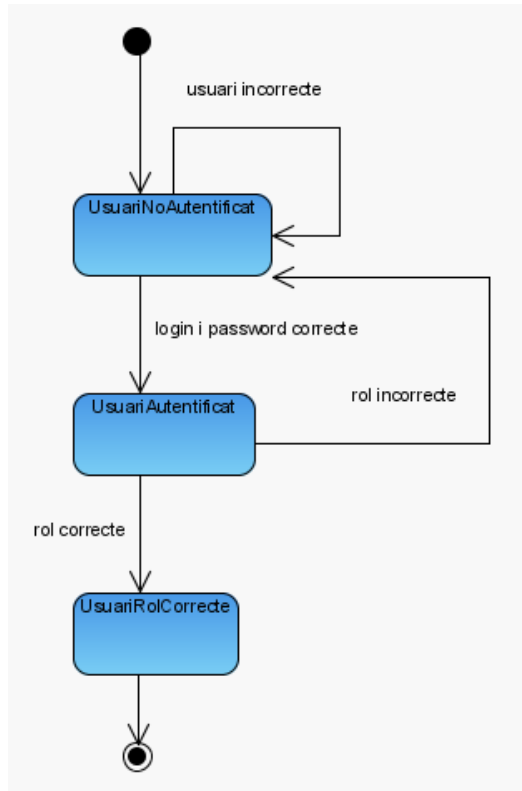 usuari incorrecte
UsuariNoAutentificat
login i password correcte
UsuariAutentificat
rol incorrecte
rol correcte
UsuariRolCorrecte